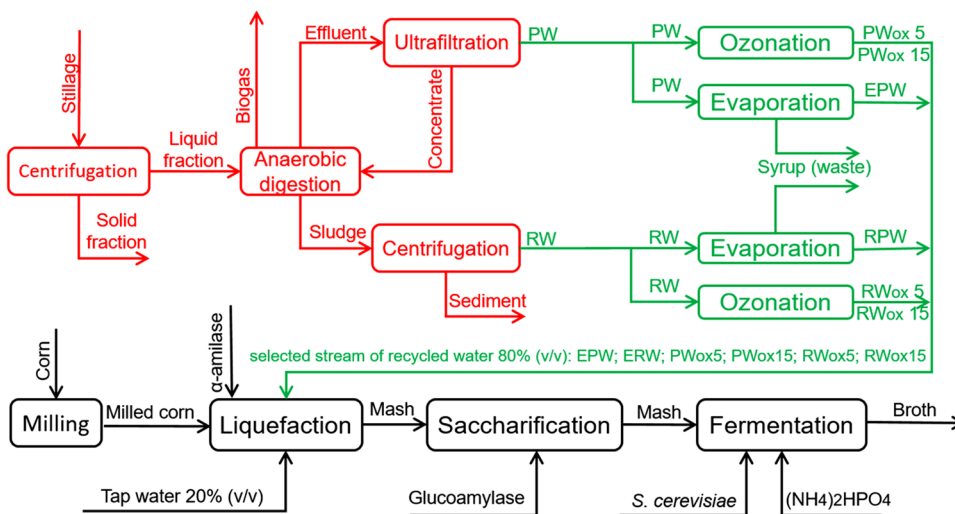 Stillage
Centrifugation
Solid
fraction
Liquid
fraction
Biogas
Anaerobic
digestion
Effluent
Ultrafiltration
Concentrate
Sludge
Centrifugation
Sediment
PW
PW
Ozonation
PWox 5
PWox 15
PW
Evaporation
EPW
Syrup (waste)
RW
RW
Evaporation
RPW
RW
Ozonation
RWox 5
RWox 15
selected stream of recycled water 80% (v/v): EPW; ERW; PWox5; PWox15; RWox5; RWox15
Corn
Milling
Milled corn
α-amilase
Liquefaction
Tap water 20% (v/v)
Mash
Saccharification
Glucoamylase
Mash
Fermentation
S. cerevisiae
(NH4)2HPO4
Broth